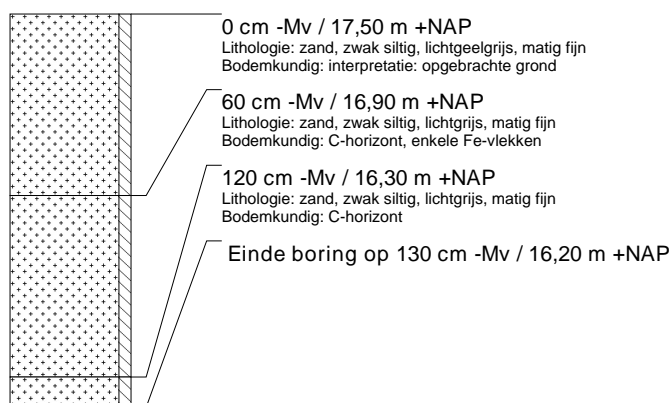 0 cm -Mv / 17,50 m +NAP
Lithologie: zand, zwak siltig, lichtgeelgrijs, matig fijn
Bodemkundig: interpretatie: opgebrachte grond
60 cm -Mv / 16,90 m +NAP
Lithologie: zand, zwak siltig, lichtgrijs, matig fijn
Bodemkundig: C-horizont, enkele Fe-vlekken
120 cm -Mv / 16,30 m +NAP
Lithologie: zand, zwak siltig, lichtgrijs, matig fijn
Bodemkundig: C-horizont
Einde boring op 130 cm -Mv / 16,20 m +NAP